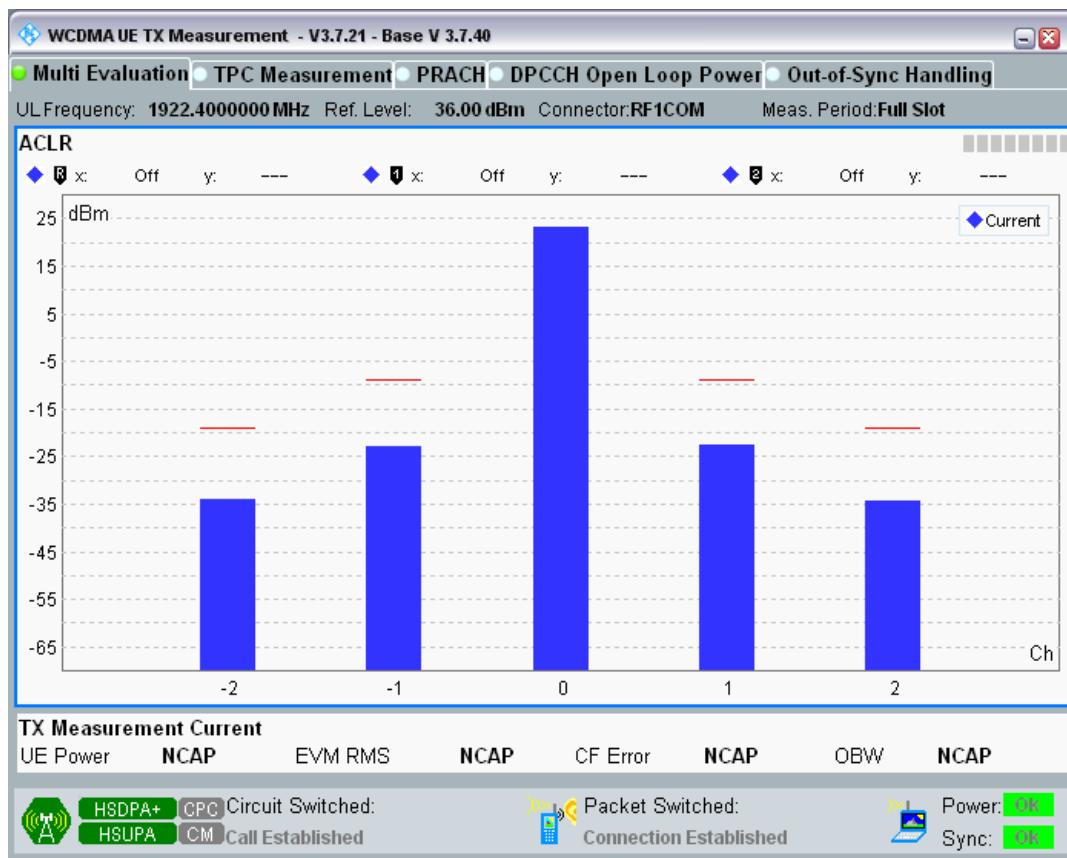 WCDMA UE TX Measurement - V3.7.21 - Base V 3.7.40
Multi Evaluation TPC Measurement PRACH DPCCH Open Loop Power Out-of-Sync Handling
UL Frequency: 1922.4000000 MHz Ref. Level: 36.00 dBm Connector:RF1COM Meas. Period:Full Slot
ACLR
R x: Off y: --- 1 x: Off y: --- 2 x: Off y: ---
dBm
Current
25
15
5
-5
-15
-25
-35
-45
-55
-65
Ch
-2 -1 0 1 2
TX Measurement Current
UE Power NCAP EVM RMS NCAP CF Error NCAP OBW NCAP
HSDPA+ CPC Circuit Switched: Packet Switched: Power: OK
HSUPA CM Call Established Connection Established Sync: OK